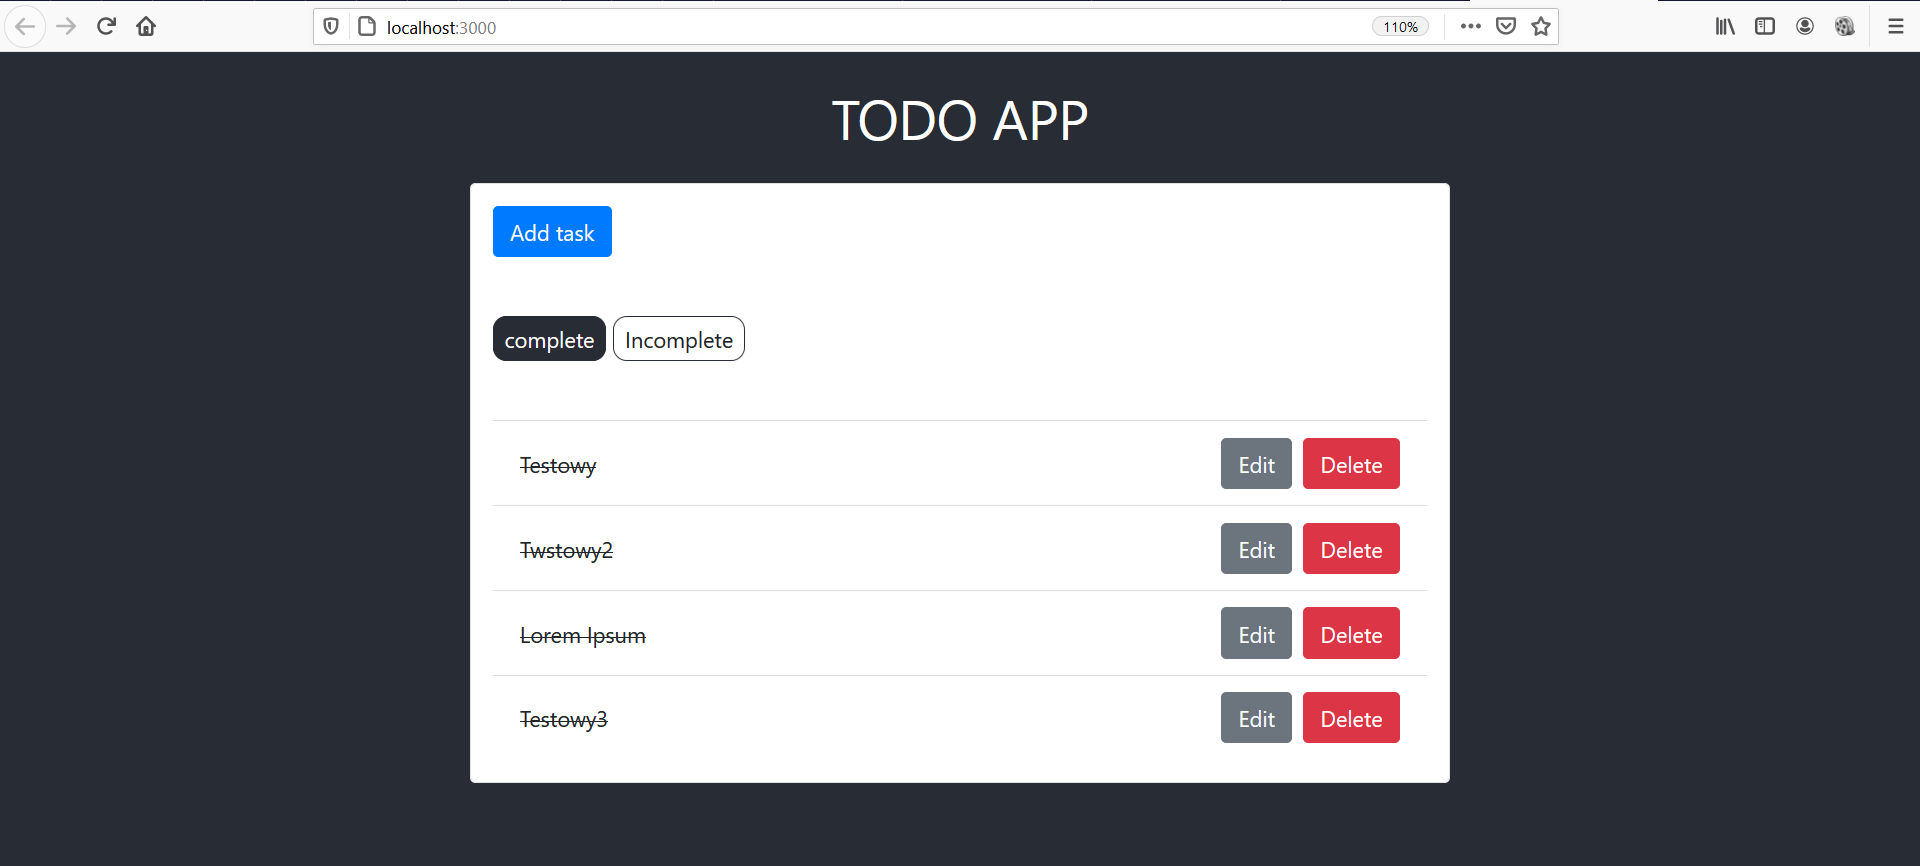 localhost:3000
110%
TODO APP
Add task
complete Incomplete
Testowy Edit Delete
Twstowy2 Edit Delete
Lorem Ipsum Edit Delete
Testowy3 Edit Delete